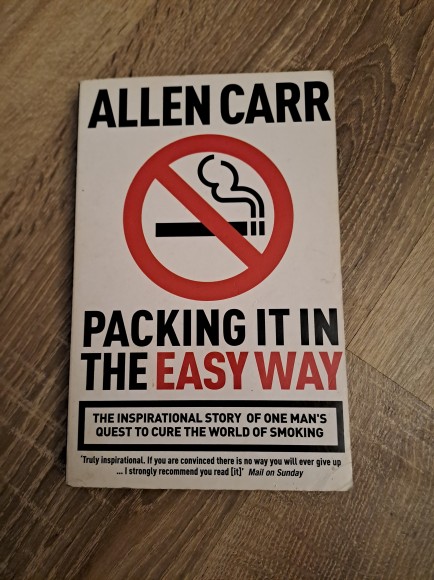 ALLEN CARR
PACKING IT IN
THE EASY WAY
THE INSPIRATIONAL STORY OF ONE MAN'S
QUEST TO CURE THE WORLD OF SMOKING
'Truly inspirational. If you are convinced there is no way you will ever give up
... I strongly recommend you read [it]' Mail on Sunday